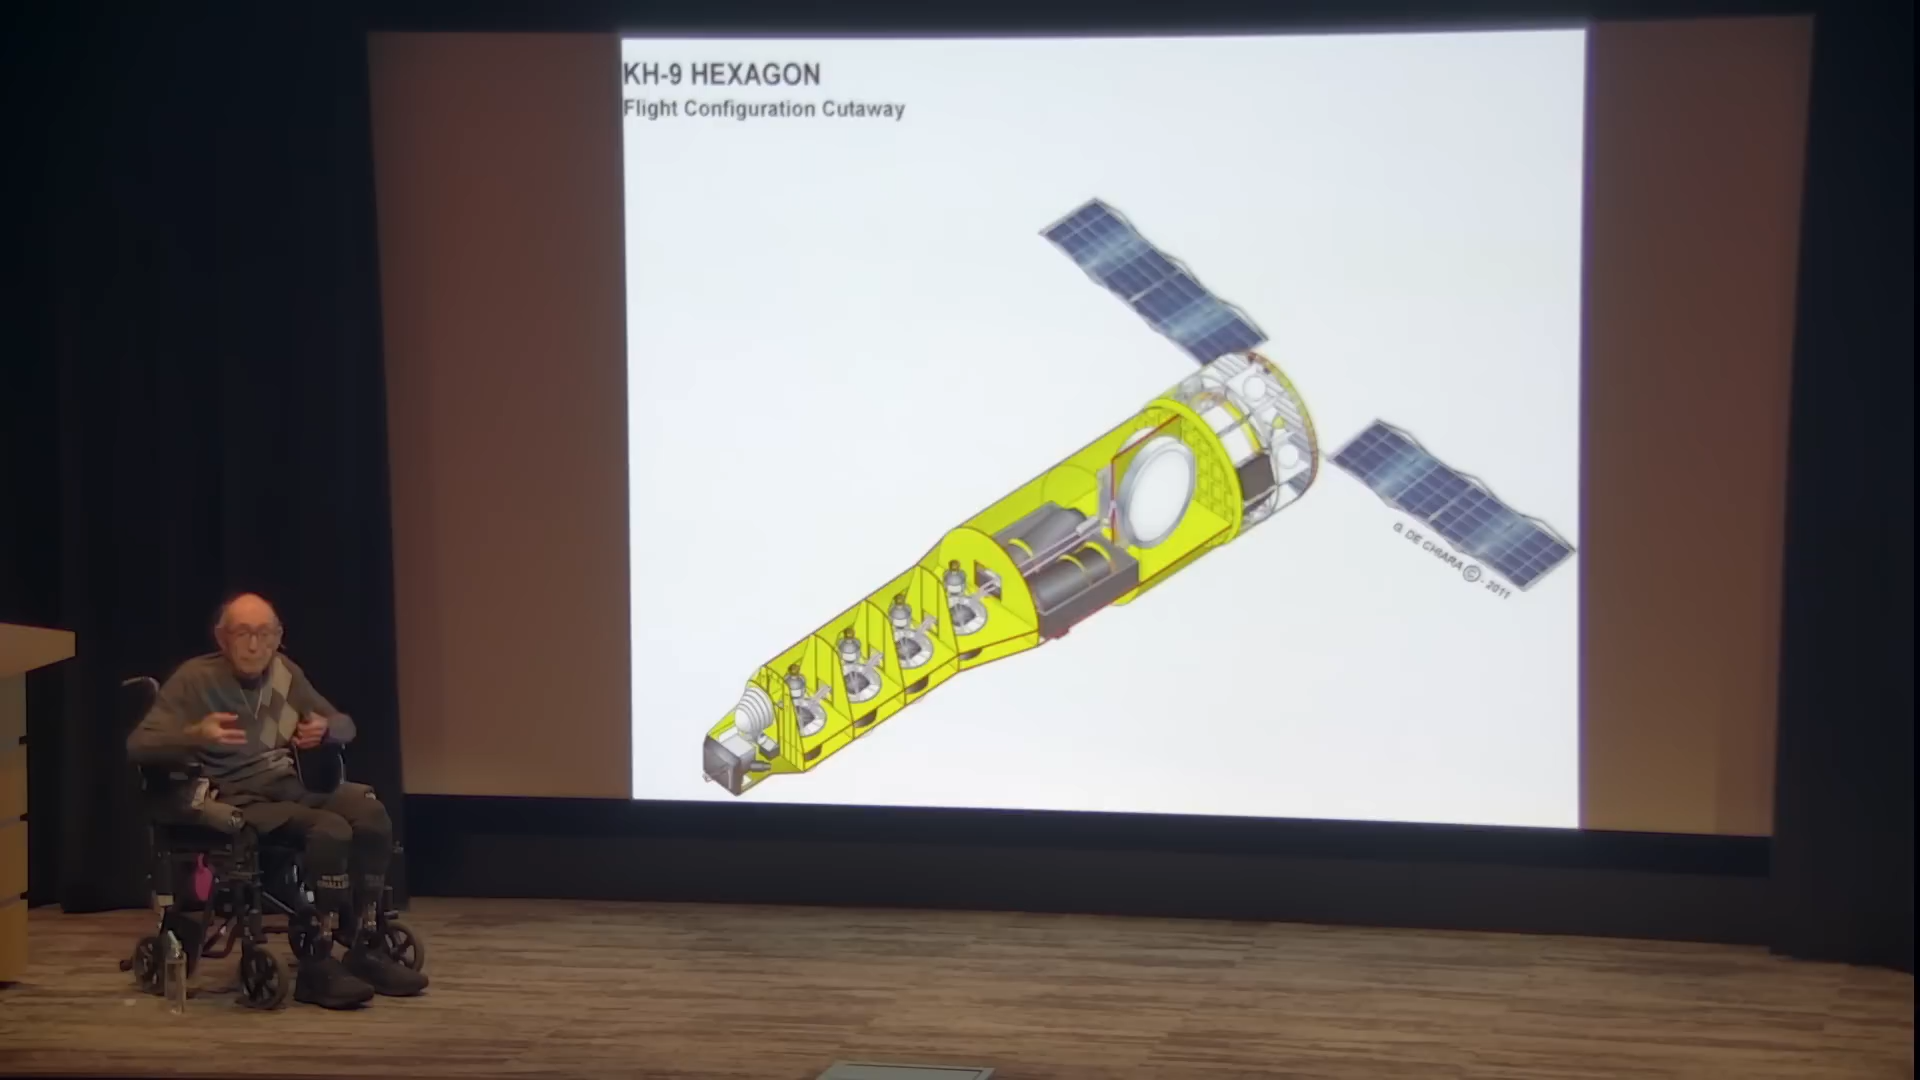 KH-9 HEXAGON
Flight Configuration Cutaway
G. DE CHIARA © - 2011